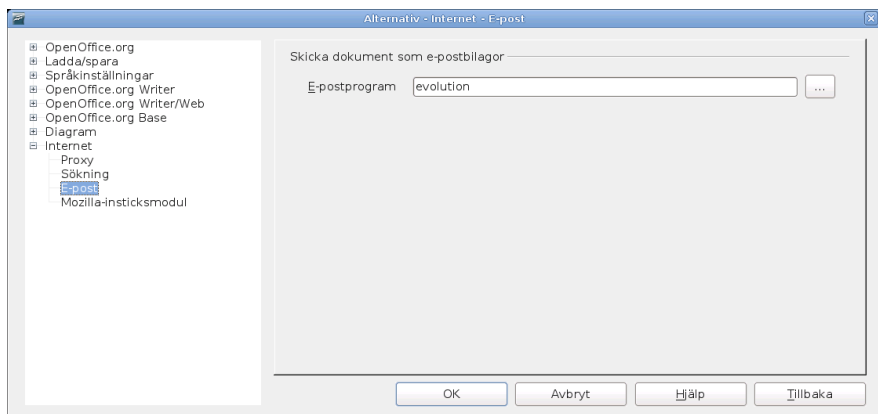 Alternativ - Internet - E-post
OpenOffice.org
Ladda/spara
Språkinställningar
OpenOffice.org Writer
OpenOffice.org Writer/Web
OpenOffice.org Base
Diagram
Internet
Proxy
Sökning
E-post
Mozilla-insticksmodul
Skicka dokument som e-postbilagor
E-postprogram evolution ...
OK Avbryt Hjälp Tillbaka